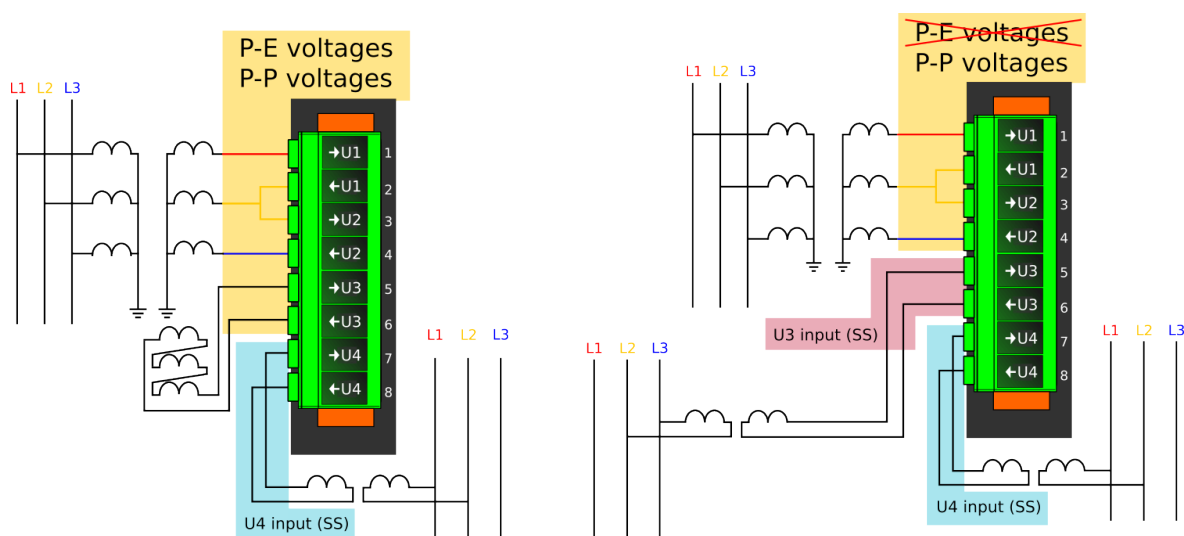 P-E voltages
P-P voltages
L1 L2 L3
→U1 1
←U1 2
→U2 3
←U2 4
→U3 5
←U3 6
→U4 7
←U4 8
L1 L2 L3
U4 input (SS)
P-E voltages
P-P voltages
L1 L2 L3
→U1 1
←U1 2
→U2 3
←U2 4
→U3 5
←U3 6
→U4 7
←U4 8
U3 input (SS)
L1 L2 L3
L1 L2 L3
U4 input (SS)